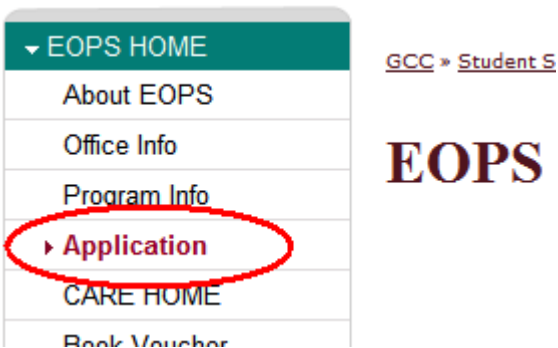 EOPS HOME
About EOPS
Office Info
Program Info
Application
CARE HOME
Book Voucher
GCC » Student S
EOPS